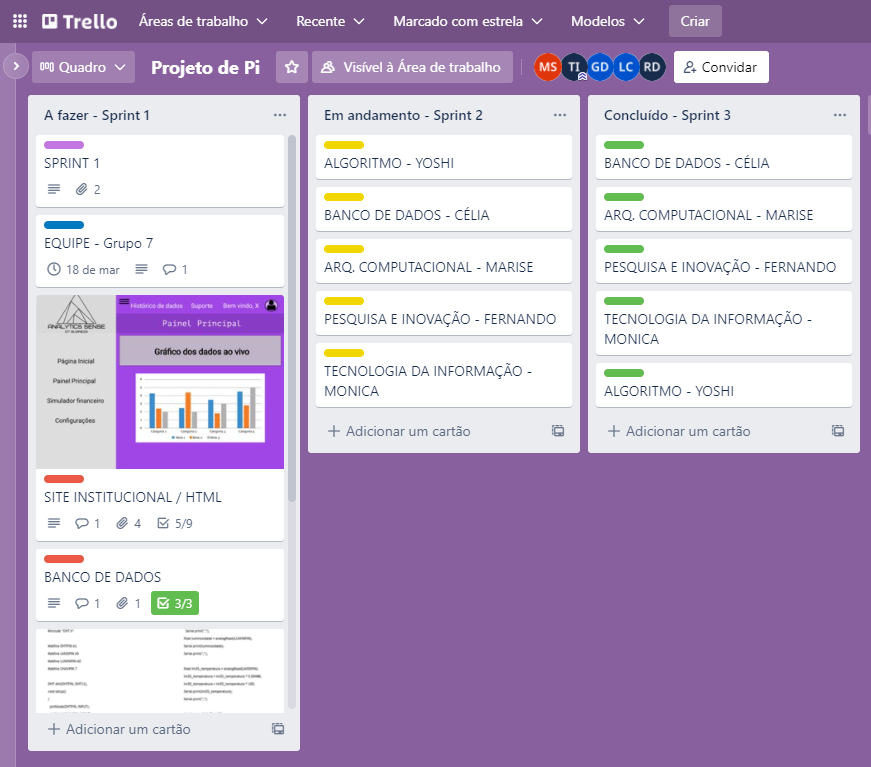 Trello
Áreas de trabalho
Recente
Marcado com estrela
Modelos
Criar
Quadro
Projeto de Pi
Visível à Área de trabalho
MS
TI
GD
LC
RD
Convidar
A fazer - Sprint 1
SPRINT 1
2
EQUIPE - Grupo 7
18 de mar
1
ANALYTICS SENSE
Histórico de dados
Suporte
Bem vindo, X
Painel Principal
Gráfico dos dados ao vivo
Página Inicial
Painel Principal
Simulador financeiro
Configurações
SITE INSTITUCIONAL / HTML
1
4
5/9
BANCO DE DADOS
1
1
3/3
Adicionar um cartão
Em andamento - Sprint 2
ALGORITMO - YOSHI
BANCO DE DADOS - CÉLIA
ARQ. COMPUTACIONAL - MARISE
PESQUISA E INOVAÇÃO - FERNANDO
TECNOLOGIA DA INFORMAÇÃO -
MONICA
Adicionar um cartão
Concluído - Sprint 3
BANCO DE DADOS - CÉLIA
ARQ. COMPUTACIONAL - MARISE
PESQUISA E INOVAÇÃO - FERNANDO
TECNOLOGIA DA INFORMAÇÃO -
MONICA
ALGORITMO - YOSHI
Adicionar um cartão